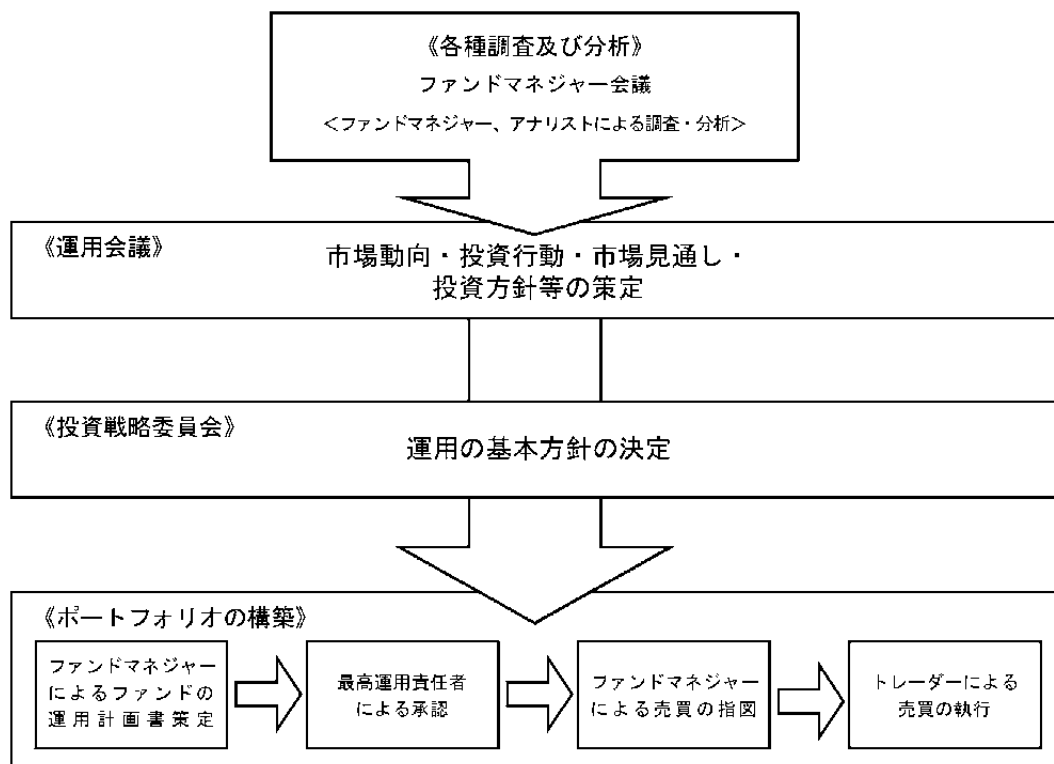 《各種調査及び分析》
ファンドマネジャー会議
＜ファンドマネジャー、アナリストによる調査・分析＞
《運用会議》
市場動向・投資行動・市場見通し・
投資方針等の策定
《投資戦略委員会》
運用の基本方針の決定
《ポートフォリオの構築》
ファンドマネジャー
によるファンドの
運用計画書策定
最高運用責任者
による承認
ファンドマネジャー
による売買の指図
トレーダーによる
売買の執行